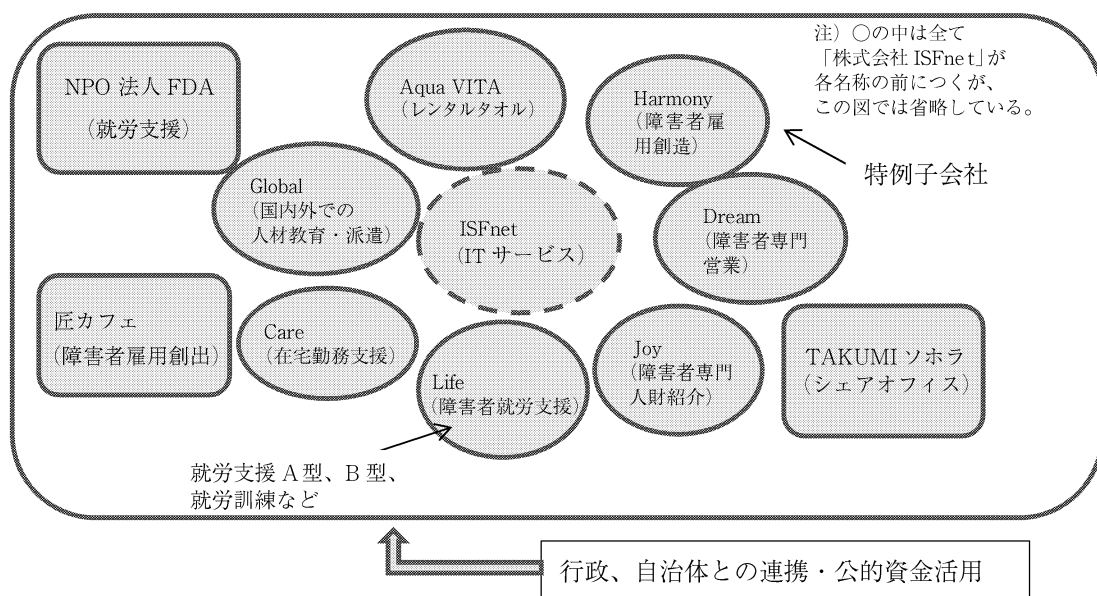 注）○の中は全て
「株式会社 ISFnet」が
各名称の前につくが、
この図では省略している。
NPO 法人 FDA
（就労支援）
Aqua VITA
（レンタルタオル）
Harmony
（障害者雇
用創造）
特例子会社
Global
（国内外での
人材教育・派遣）
ISFnet
（IT サービス）
Dream
（障害者専門
営業）
匠カフェ
（障害者雇用創出）
Care
（在宅勤務支援）
Life
（障害者就労支援）
Joy
（障害者専門
人財紹介）
TAKUMI ソホラ
（シェアオフィス）
就労支援 A 型、B 型、
就労訓練など
行政、自治体との連携・公的資金活用